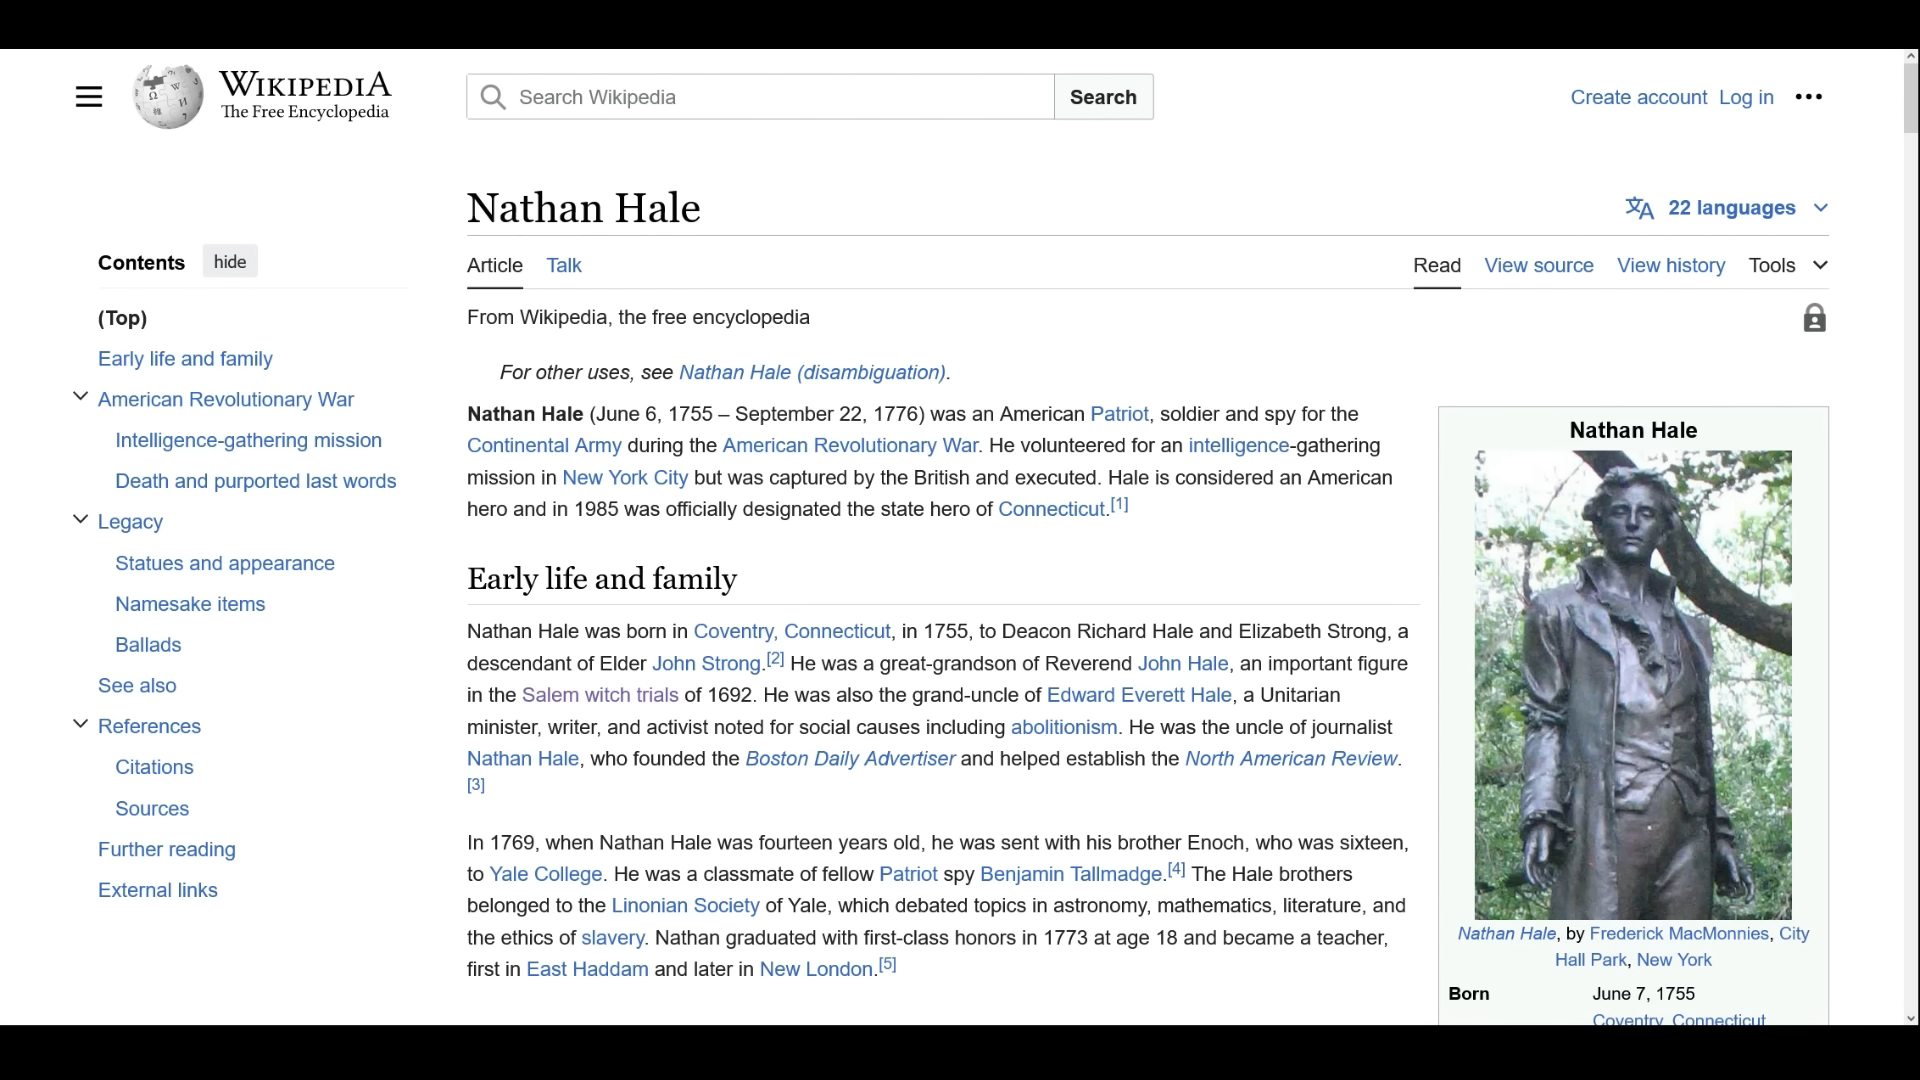 WIKIPEDIA
The Free Encyclopedia
Search Wikipedia
Search
Create account Log in
Nathan Hale
22 languages
Contents hide
(Top)
Early life and family
American Revolutionary War
Intelligence-gathering mission
Death and purported last words
Legacy
Statues and appearance
Namesake items
Ballads
See also
References
Citations
Sources
Further reading
External links
Article Talk
Read View source View history Tools
From Wikipedia, the free encyclopedia
For other uses, see Nathan Hale (disambiguation).
Nathan Hale (June 6, 1755 – September 22, 1776) was an American Patriot, soldier and spy for the
Continental Army during the American Revolutionary War. He volunteered for an intelligence-gathering
mission in New York City but was captured by the British and executed. Hale is considered an American
hero and in 1985 was officially designated the state hero of Connecticut.[1]
Early life and family
Nathan Hale was born in Coventry, Connecticut, in 1755, to Deacon Richard Hale and Elizabeth Strong, a
descendant of Elder John Strong.[2] He was a great-grandson of Reverend John Hale, an important figure
in the Salem witch trials of 1692. He was also the grand-uncle of Edward Everett Hale, a Unitarian
minister, writer, and activist noted for social causes including abolitionism. He was the uncle of journalist
Nathan Hale, who founded the Boston Daily Advertiser and helped establish the North American Review.
[3]
In 1769, when Nathan Hale was fourteen years old, he was sent with his brother Enoch, who was sixteen,
to Yale College. He was a classmate of fellow Patriot spy Benjamin Tallmadge.[4] The Hale brothers
belonged to the Linonian Society of Yale, which debated topics in astronomy, mathematics, literature, and
the ethics of slavery. Nathan graduated with first-class honors in 1773 at age 18 and became a teacher,
first in East Haddam and later in New London.[5]
Nathan Hale
Nathan Hale, by Frederick MacMonnies, City
Hall Park, New York
Born June 7, 1755
Coventry, Connecticut